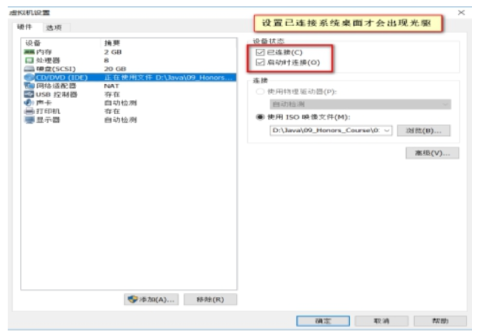 虚拟机设置
硬件 选项
设置已连接系统桌面才会出现光驱
设备 摘要
内存 2 GB
处理器 8
硬盘(SCSI) 20 GB
CD/DVD (IDE) 正在使用文件 D:\Java\09_Honors...
网络适配器 NAT
USB 控制器 存在
声卡 自动检测
打印机 存在
显示器 自动检测
设备状态
已连接(C)
启动时连接(O)
连接
使用物理驱动器(P):
自动检测
使用 ISO 映像文件(M):
D:\Java\09_Honors_Course\0
浏览(B)...
高级(V)...
添加(A)... 移除(R)
确定 取消 帮助